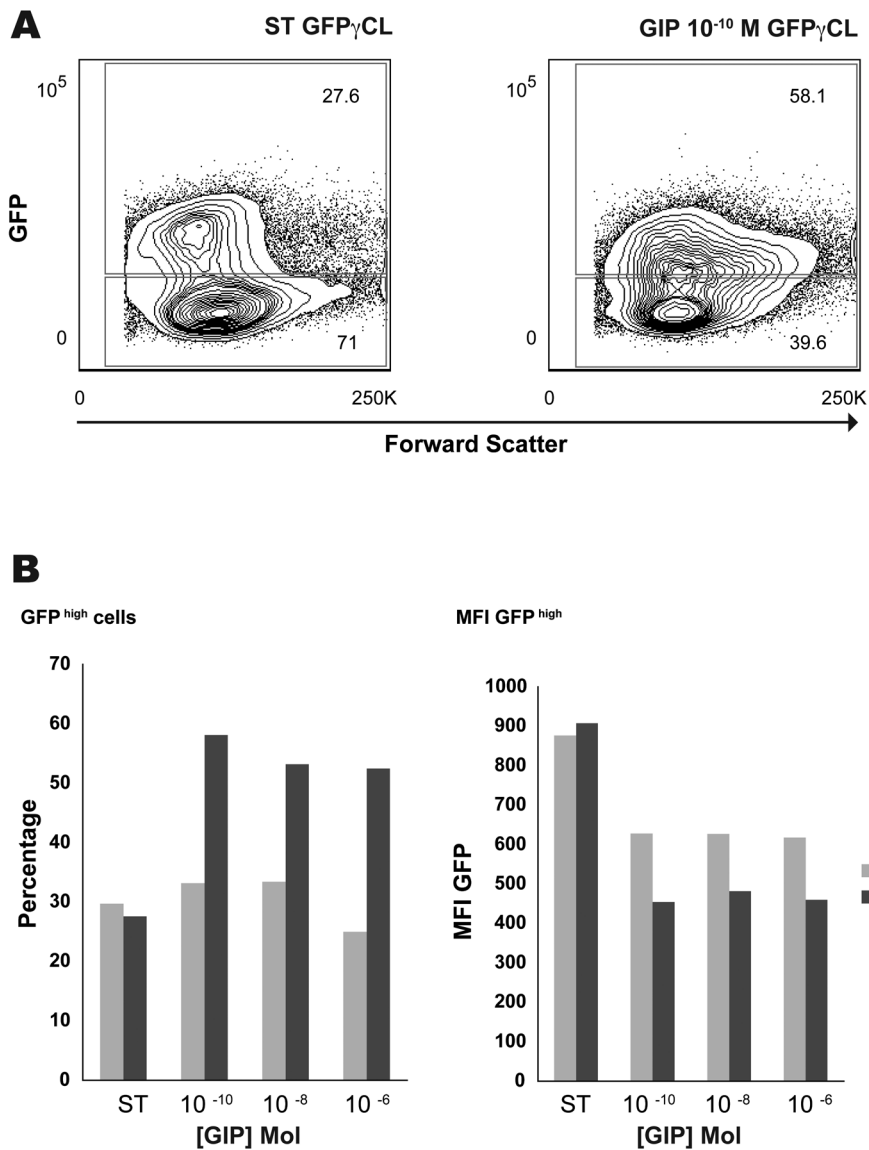 A
ST GFPγCL
GIP 10⁻¹⁰ M GFPγCL
10⁵
27.6
10⁵
58.1
GFP
0
71
0
39.6
0
250K
0
250K
Forward Scatter
B
GFP ʰⁱᵍʰ cells
MFI GFP ʰⁱᵍʰ
70
60
50
40
30
20
10
0
Percentage
ST
10 ⁻¹⁰
10 ⁻⁸
10 ⁻⁶
[GIP] Mol
1000
900
800
700
600
500
400
300
200
100
0
MFI GFP
ST
10 ⁻¹⁰
10 ⁻⁸
10 ⁻⁶
[GIP] Mol